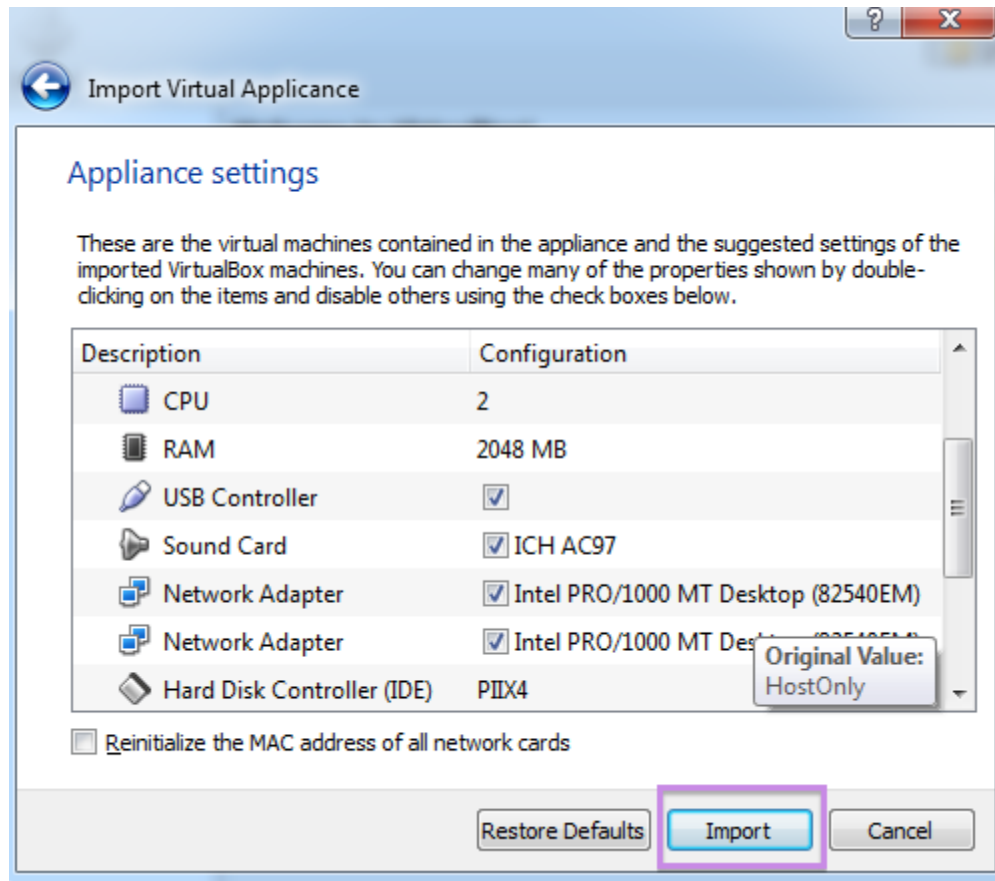 ?
Import Virtual Applicance
Appliance settings
These are the virtual machines contained in the appliance and the suggested settings of the
imported VirtualBox machines. You can change many of the properties shown by double-
clicking on the items and disable others using the check boxes below.
Description Configuration
CPU 2
RAM 2048 MB
USB Controller
Sound Card ICH AC97
Network Adapter Intel PRO/1000 MT Desktop (82540EM)
Network Adapter Intel PRO/1000 MT
Original Value:
HostOnly
Hard Disk Controller (IDE) PIIX4
Reinitialize the MAC address of all network cards
Restore Defaults Import Cancel